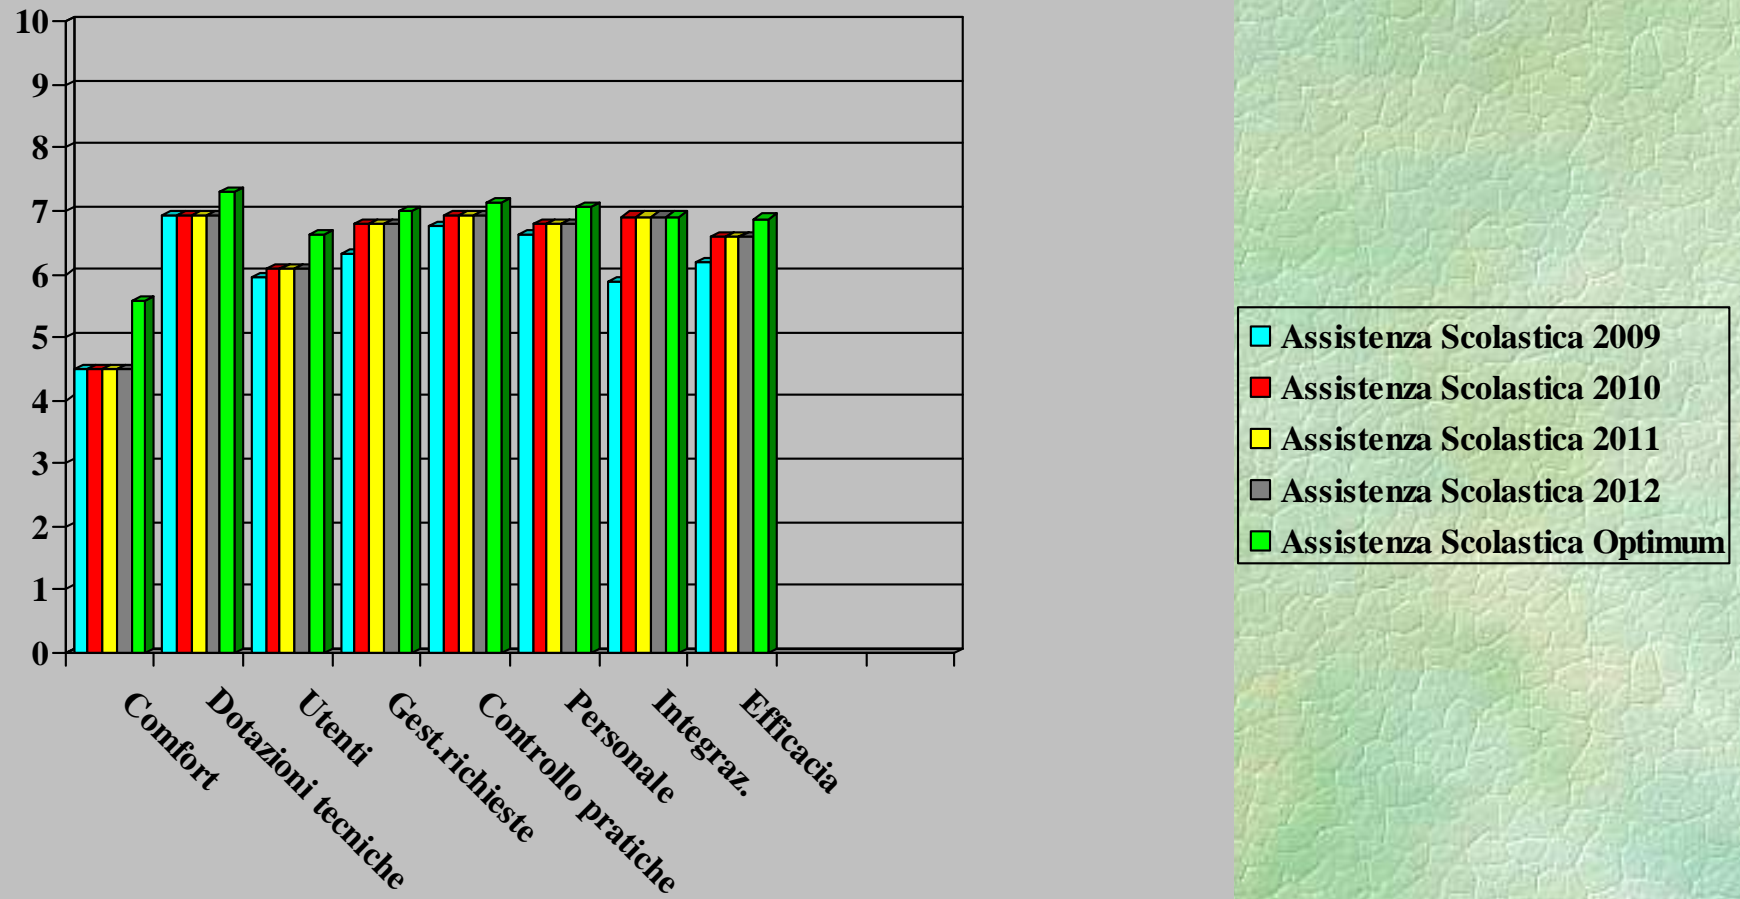 10
9
8
7
6
5
4
3
2
1
0
Comfort
Dotazioni tecniche
Utenti
Gest.richieste
Controllo pratiche
Personale
Integraz.
Efficacia
Assistenza Scolastica 2009
Assistenza Scolastica 2010
Assistenza Scolastica 2011
Assistenza Scolastica 2012
Assistenza Scolastica Optimum